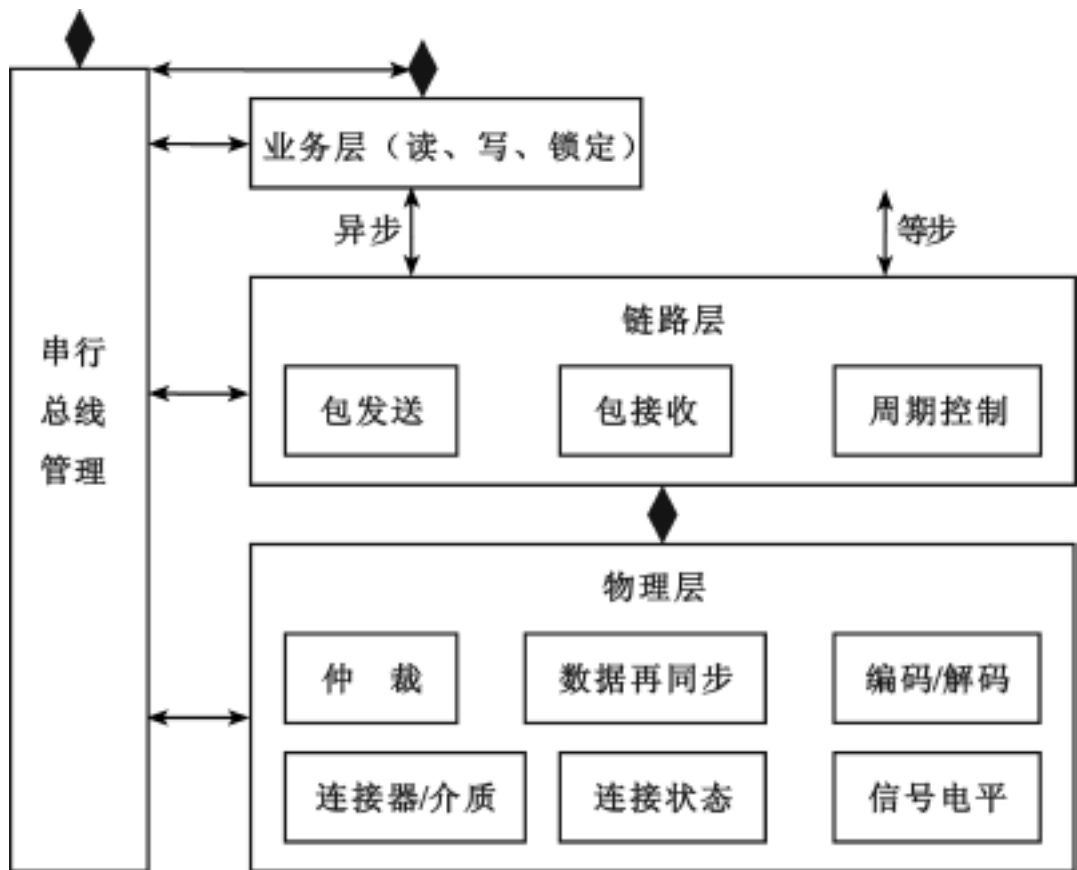 业务层（读、写、锁定）
异步
等步
串行
总线
管理
链路层
包发送
包接收
周期控制
物理层
仲 裁
数据再同步
编码/解码
连接器/介质
连接状态
信号电平